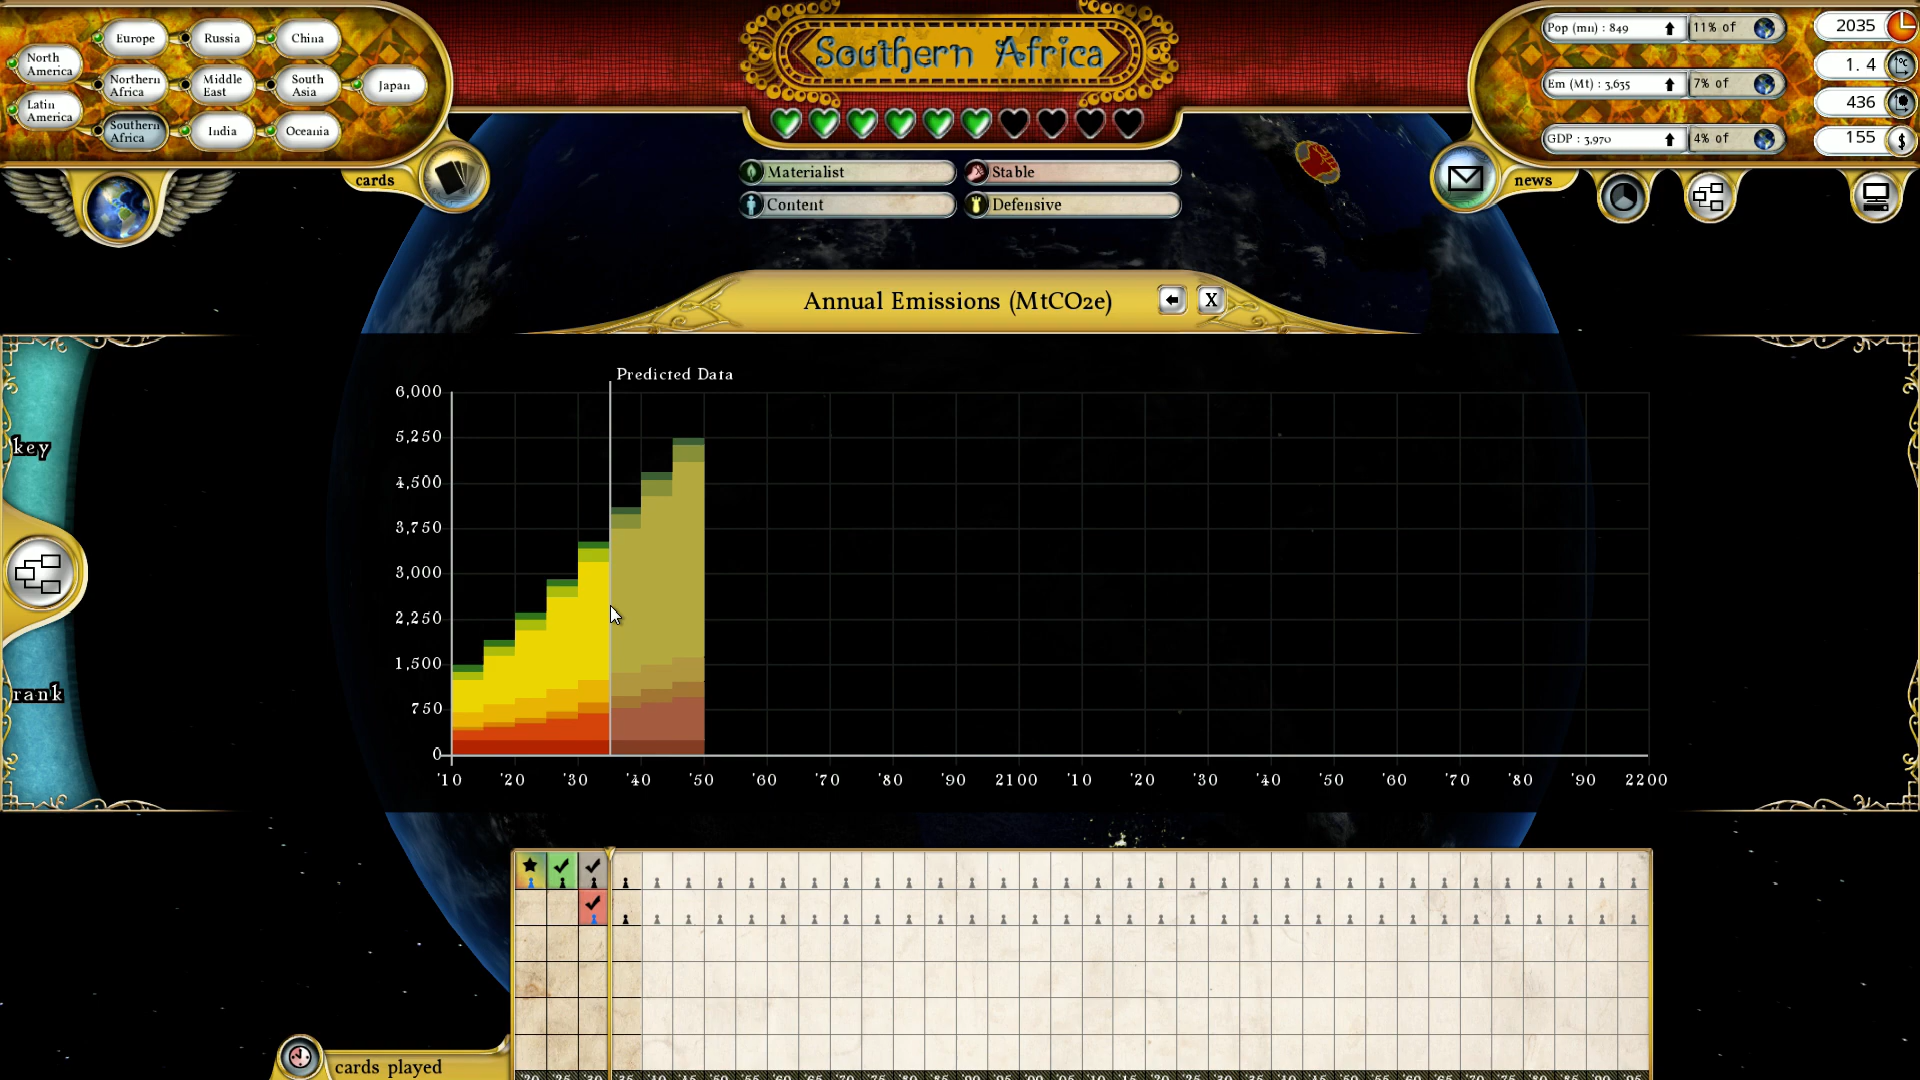 Europe
Russia
China
North
America
Northern
Africa
Middle
East
South
Asia
Japan
Latin
America
Southern
Africa
India
Oceania
cards
Southern Africa
Materialist
Stable
Content
Defensive
Pop (mn) : 849
11% of
2035
1. 4
Em (Mt) : 3,635
7% of
436
GDP : 3,970
4% of
155
news
Annual Emissions (MtCO2e)
X
key
rank
Predicted Data
6,000
5,250
4,500
3,750
3,000
2,250
1,500
750
0
'10 '20 '30 '40 '50 '60 '70 '80 '90 2100 '10 '20 '30 '40 '50 '60 '70 '80 '90 2200
cards played